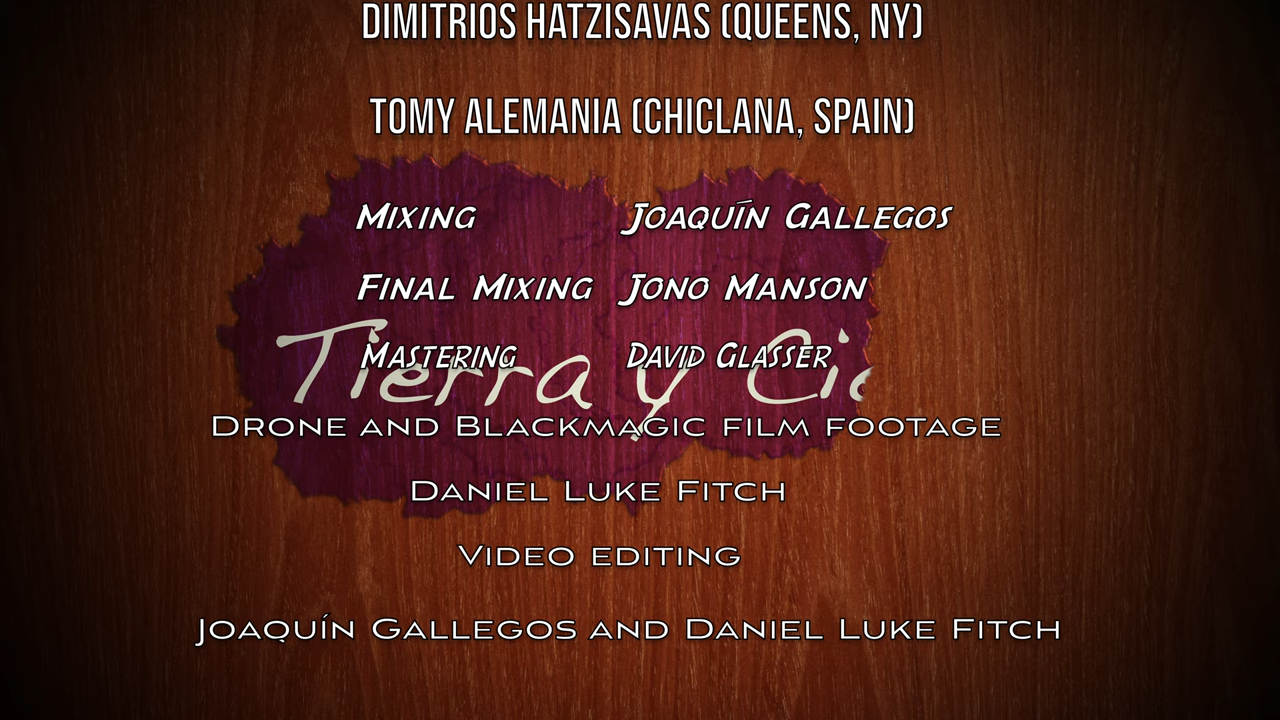 DIMITRIOS HATZISAVAS (QUEENS, NY)
TOMY ALEMANIA (CHICLANA, SPAIN)
MIXING JOAQUÍN GALLEGOS
FINAL MIXING JONO MANSON
Tierra y
MASTERING DAVID GLASSER
DRONE AND BLACKMAGIC FILM FOOTAGE
DANIEL LUKE FITCH
VIDEO EDITING
JOAQUÍN GALLEGOS AND DANIEL LUKE FITCH